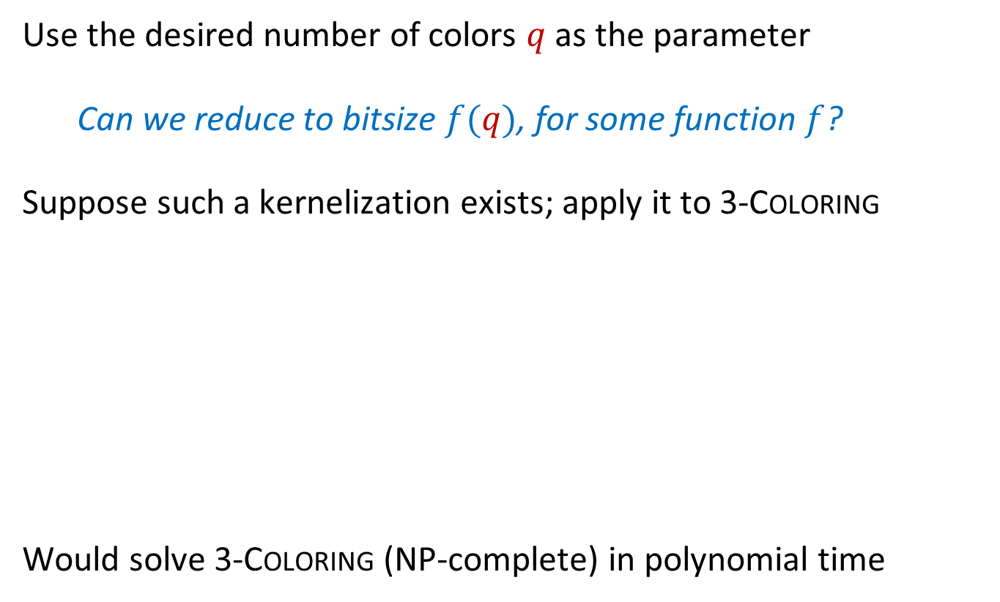 Use the desired number of colors q as the parameter
Can we reduce to bitsize f(q), for some function f?
Suppose such a kernelization exists; apply it to 3-COLORING
Would solve 3-COLORING (NP-complete) in polynomial time